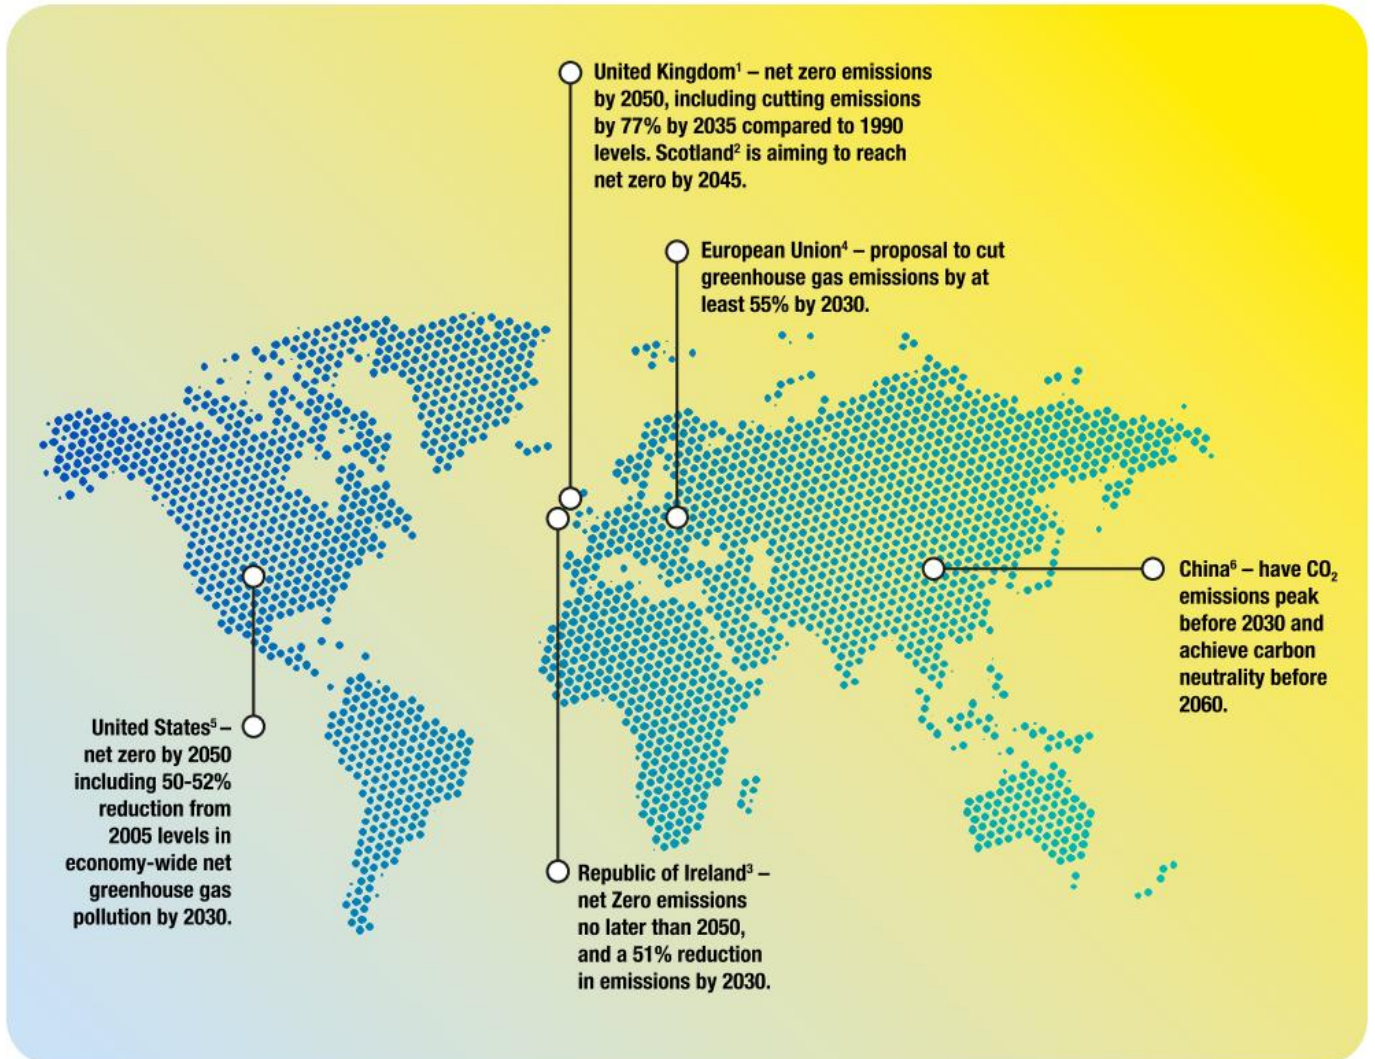 United Kingdom¹ – net zero emissions
by 2050, including cutting emissions
by 77% by 2035 compared to 1990
levels. Scotland² is aiming to reach
net zero by 2045.
European Union⁴ – proposal to cut
greenhouse gas emissions by at
least 55% by 2030.
China⁶ – have CO₂
emissions peak
before 2030 and
achieve carbon
neutrality before
2060.
United States⁵ –
net zero by 2050
including 50-52%
reduction from
2005 levels in
economy-wide net
greenhouse gas
pollution by 2030.
Republic of Ireland³ –
net Zero emissions
no later than 2050,
and a 51% reduction
in emissions by 2030.